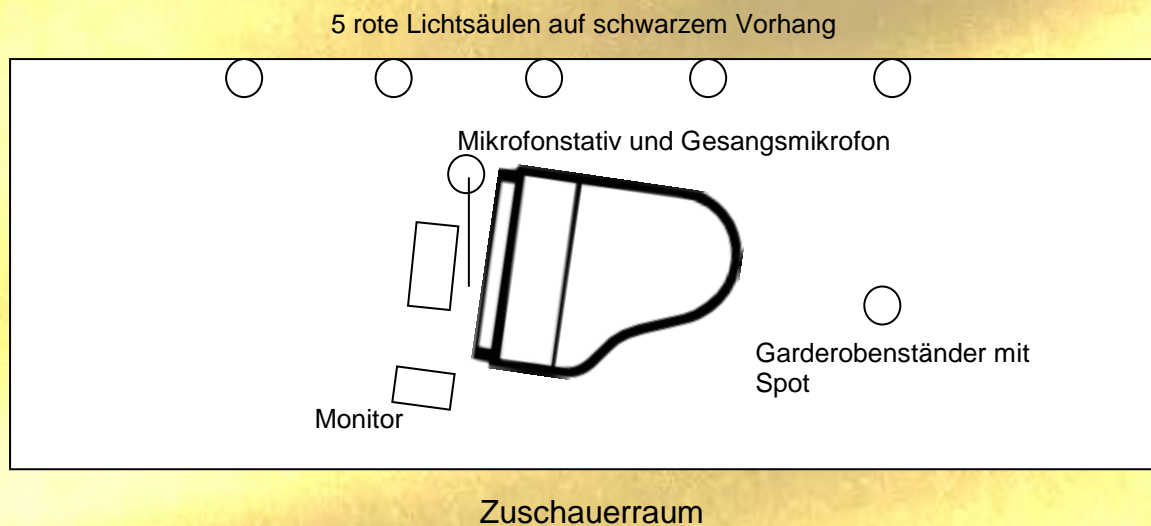 5 rote Lichtsäulen auf schwarzem Vorhang
Mikrofonstativ und Gesangsmikrofon
Garderobenständer mit
Spot
Monitor
Zuschauerraum